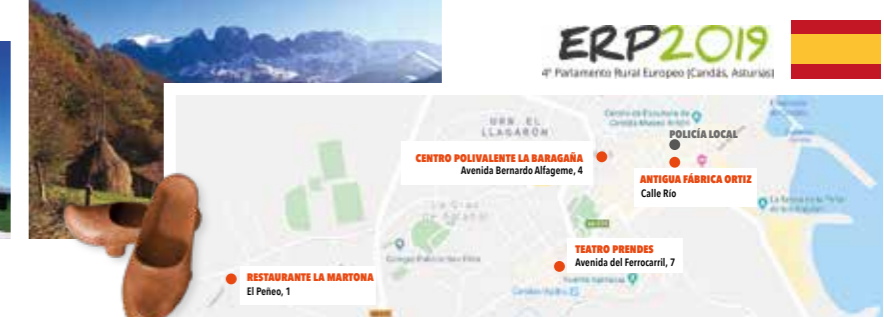 ERP2019
4º Parlamento Rural Europeo (Candás, Asturias)
URB EL
LLAGARÓN
POLICÍA LOCAL
CENTRO POLIVALENTE LA BARAGAÑA
Avenida Bernardo Alfageme, 4
ANTIGUA FÁBRICA ORTIZ
Calle Río
TEATRO PRENDES
Avenida del Ferrocarril, 7
RESTAURANTE LA MARTONA
El Peñeo, 1